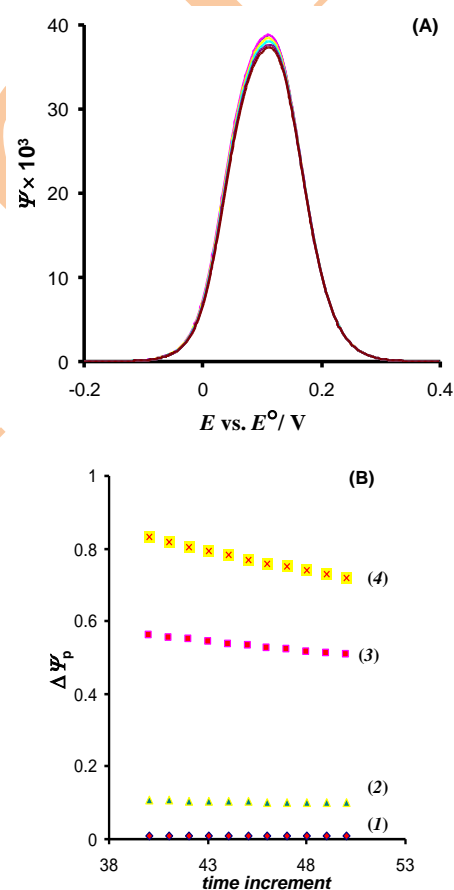 (A)
40
30
20
10
0
Ψ × 10³
-0.2 0 0.2 0.4
E vs. E°/ V
(B)
1
0.8
0.6
0.4
0.2
0
ΔΨp
(4)
(3)
(2)
(1)
38 43 48 53
time increment